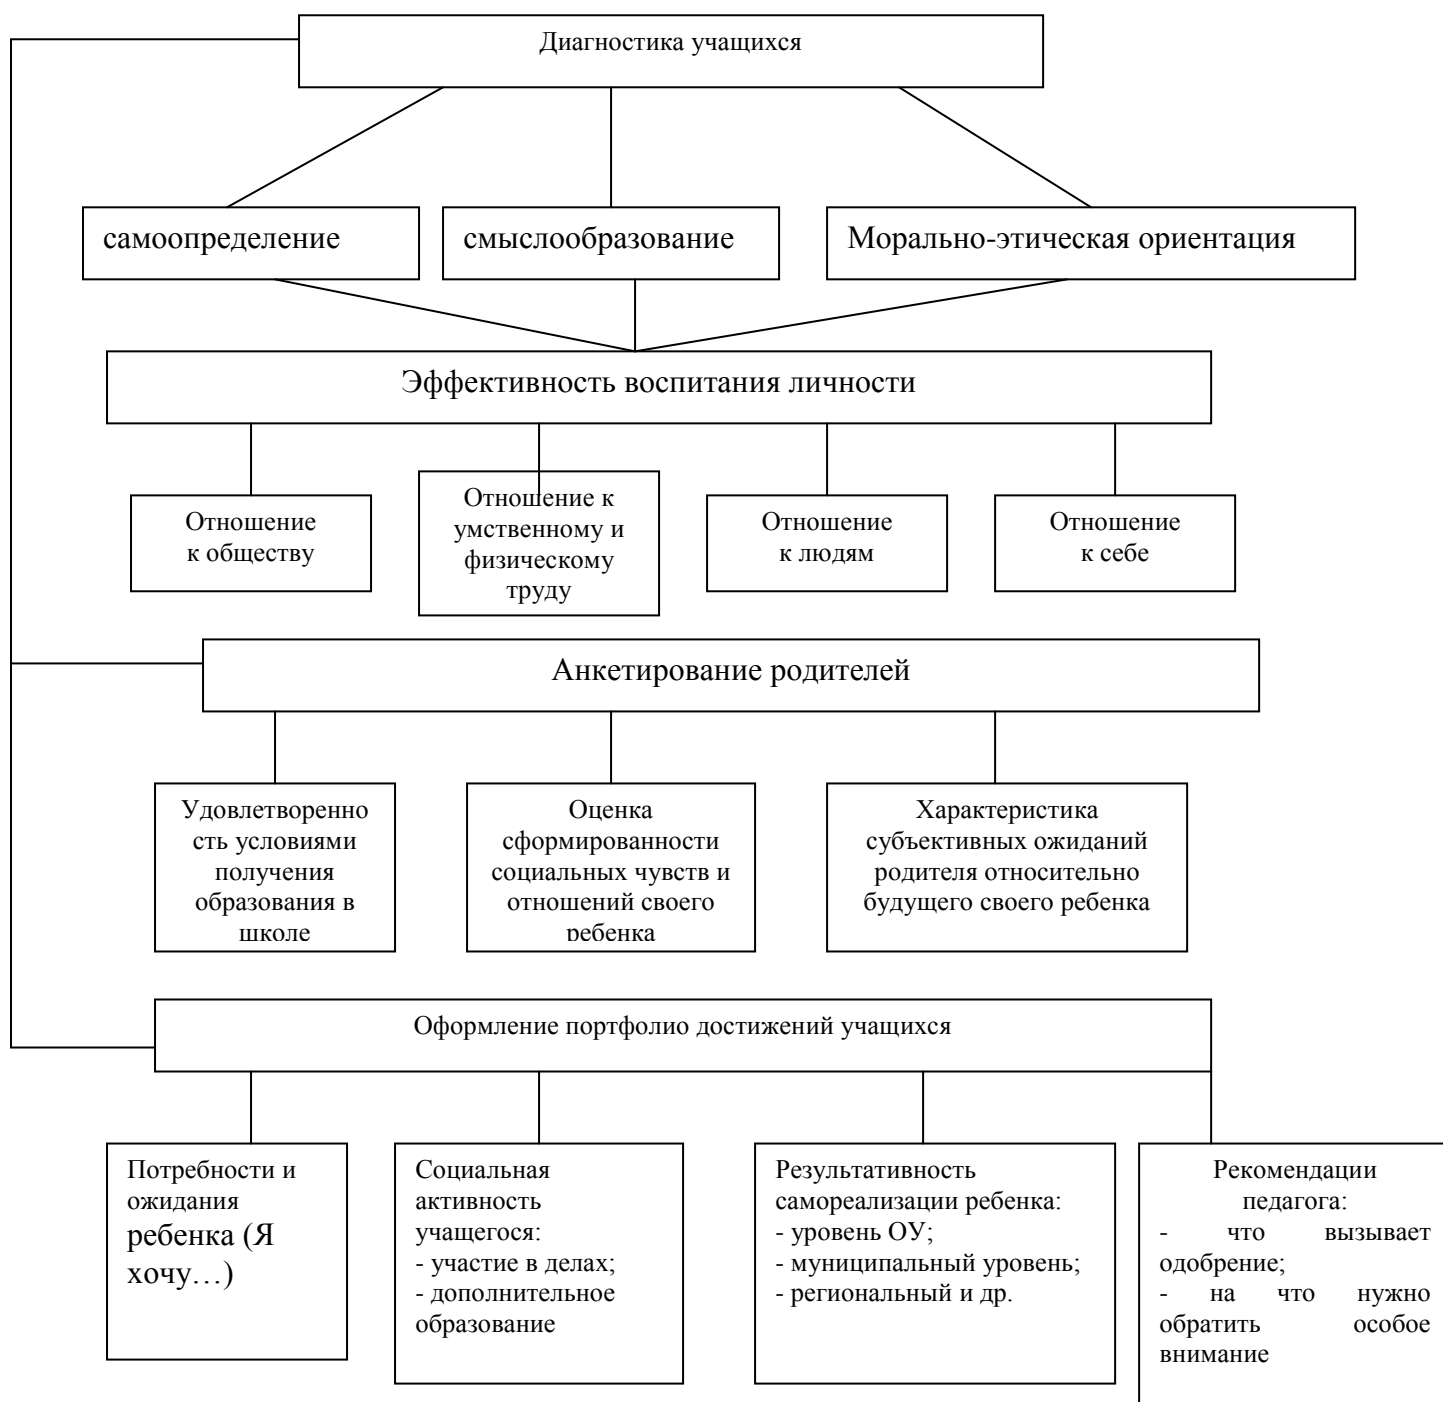 Диагностика учащихся
самоопределение
смыслообразование
Морально-этическая ориентация
Эффективность воспитания личности
Отношение
к обществу
Отношение к
умственному и
физическому
труду
Отношение
к людям
Отношение
к себе
Анкетирование родителей
Удовлетворенно
сть условиями
получения
образования в
школе
Оценка
сформированности
социальных чувств и
отношений своего
ребенка
Характеристика
субъективных ожиданий
родителя относительно
будущего своего ребенка
Оформление портфолио достижений учащихся
Потребности и
ожидания
ребенка (Я
хочу…)
Социальная
активность
учащегося:
- участие в делах;
- дополнительное
образование
Результативность
самореализации ребенка:
- уровень ОУ;
- муниципальный уровень;
- региональный и др.
Рекомендации
педагога:
- что вызывает
одобрение;
- на что нужно
обратить особое
внимание